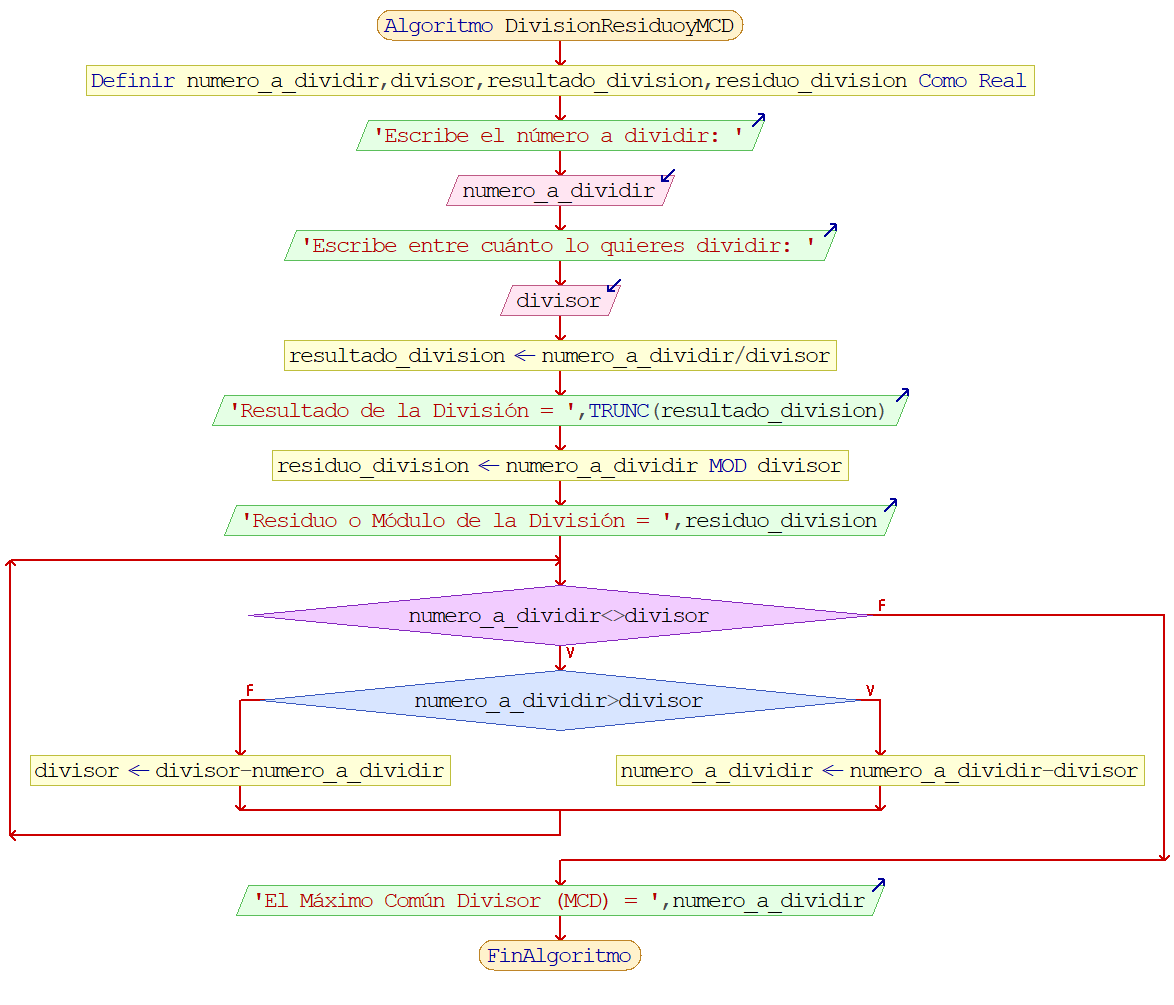 Algoritmo DivisionResiduoyMCD
Definir numero_a_dividir,divisor,resultado_division,residuo_division Como Real
'Escribe el número a dividir: '
numero_a_dividir
'Escribe entre cuánto lo quieres dividir: '
divisor
resultado_division ← numero_a_dividir/divisor
'Resultado de la División = ',TRUNC(resultado_division)
residuo_division ← numero_a_dividir MOD divisor
'Residuo o Módulo de la División = ',residuo_division
numero_a_dividir<>divisor
F
V
numero_a_dividir>divisor
F
V
divisor ← divisor-numero_a_dividir
numero_a_dividir ← numero_a_dividir-divisor
'El Máximo Común Divisor (MCD) = ',numero_a_dividir
FinAlgoritmo